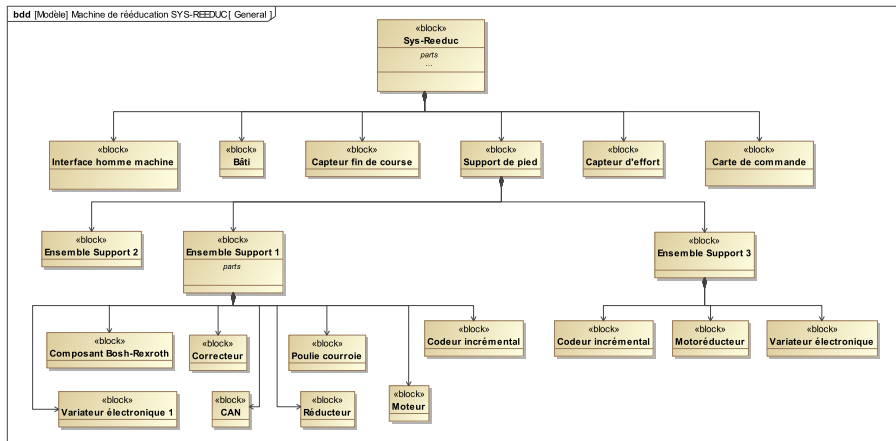 bdd [Modèle] Machine de rééducation SYS-REEDUC[ General ]
«block»
Sys-Reeduc
parts
...
«block»
Interface homme machine
«block»
Bâti
«block»
Capteur fin de course
«block»
Support de pied
«block»
Capteur d'effort
«block»
Carte de commande
«block»
Ensemble Support 2
«block»
Ensemble Support 1
parts
«block»
Ensemble Support 3
«block»
Composant Bosh-Rexroth
«block»
Correcteur
«block»
Poulie courroie
«block»
Codeur incrémental
«block»
Codeur incrémental
«block»
Motoréducteur
«block»
Variateur électronique
«block»
Variateur électronique 1
«block»
CAN
«block»
Réducteur
«block»
Moteur